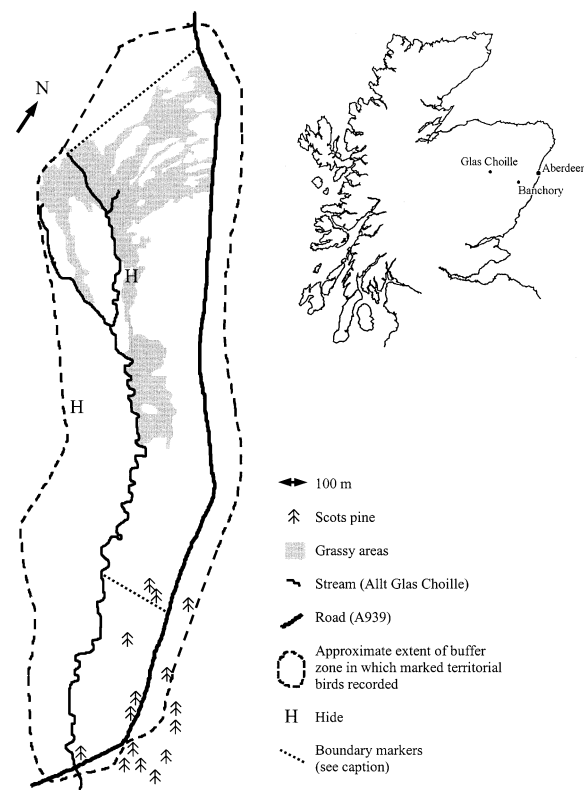 N
Glas Choille
Aberdeen
Banchory
H
H
100 m
Scots pine
Grassy areas
Stream (Allt Glas Choille)
Road (A939)
Approximate extent of buffer
zone in which marked territorial
birds recorded
H Hide
Boundary markers
(see caption)